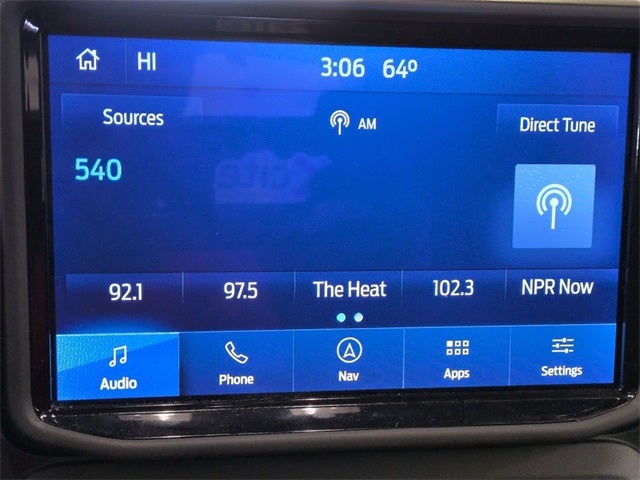 HI 3:06 64º
Sources AM Direct Tune
540
92.1 97.5 The Heat 102.3 NPR Now
Audio Phone Nav Apps Settings